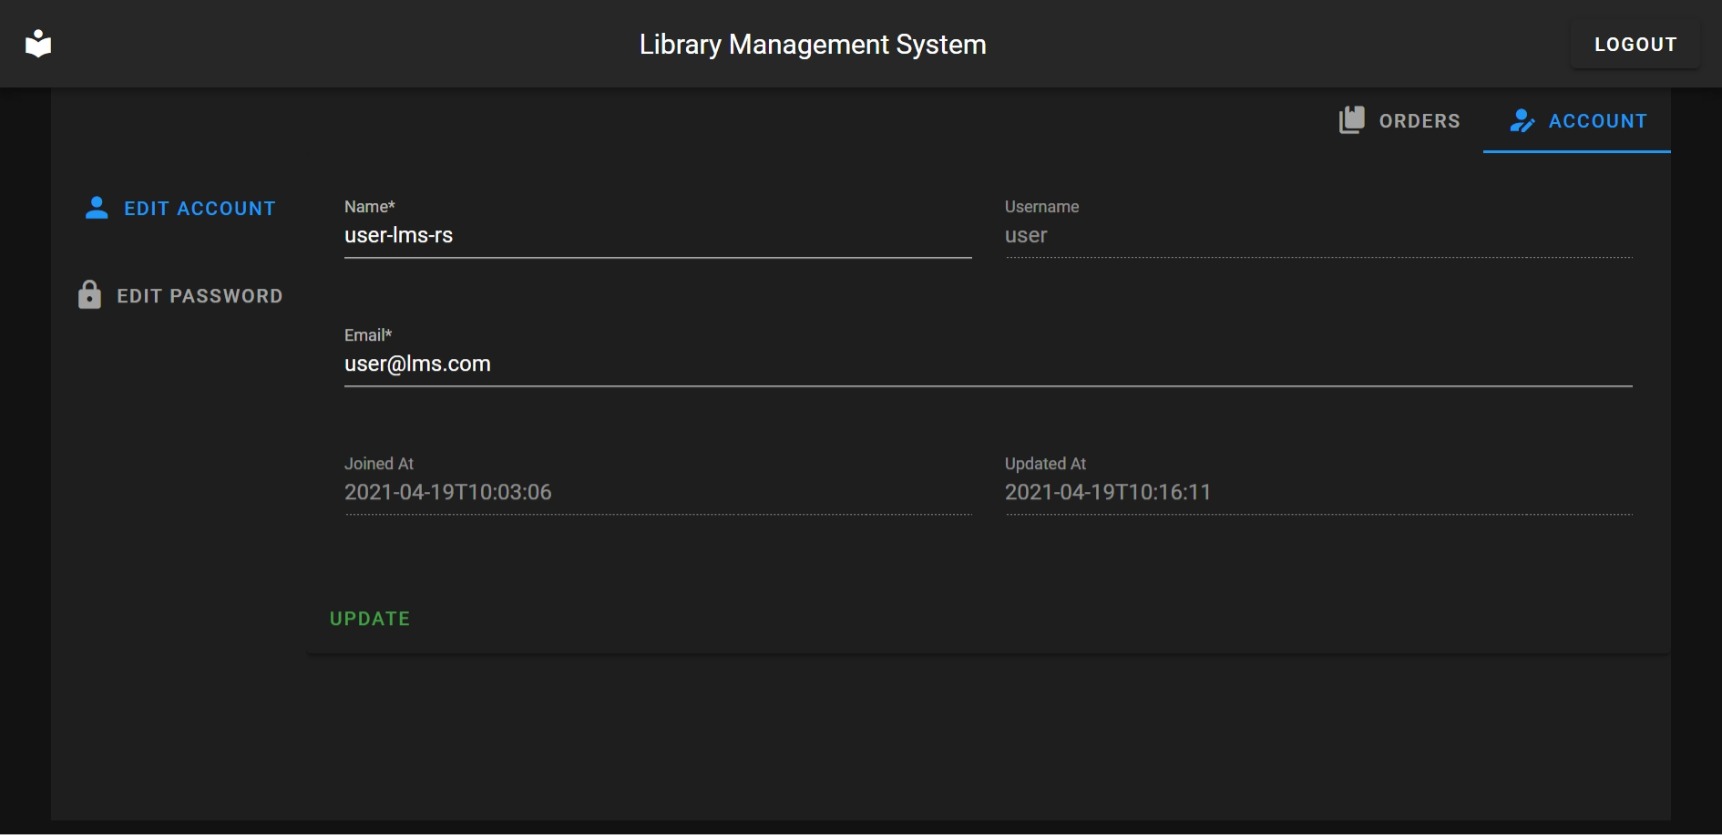 Library Management System
LOGOUT
ORDERS
ACCOUNT
EDIT ACCOUNT
EDIT PASSWORD
Name*
user-lms-rs
Username
user
Email*
user@lms.com
Joined At
2021-04-19T10:03:06
Updated At
2021-04-19T10:16:11
UPDATE